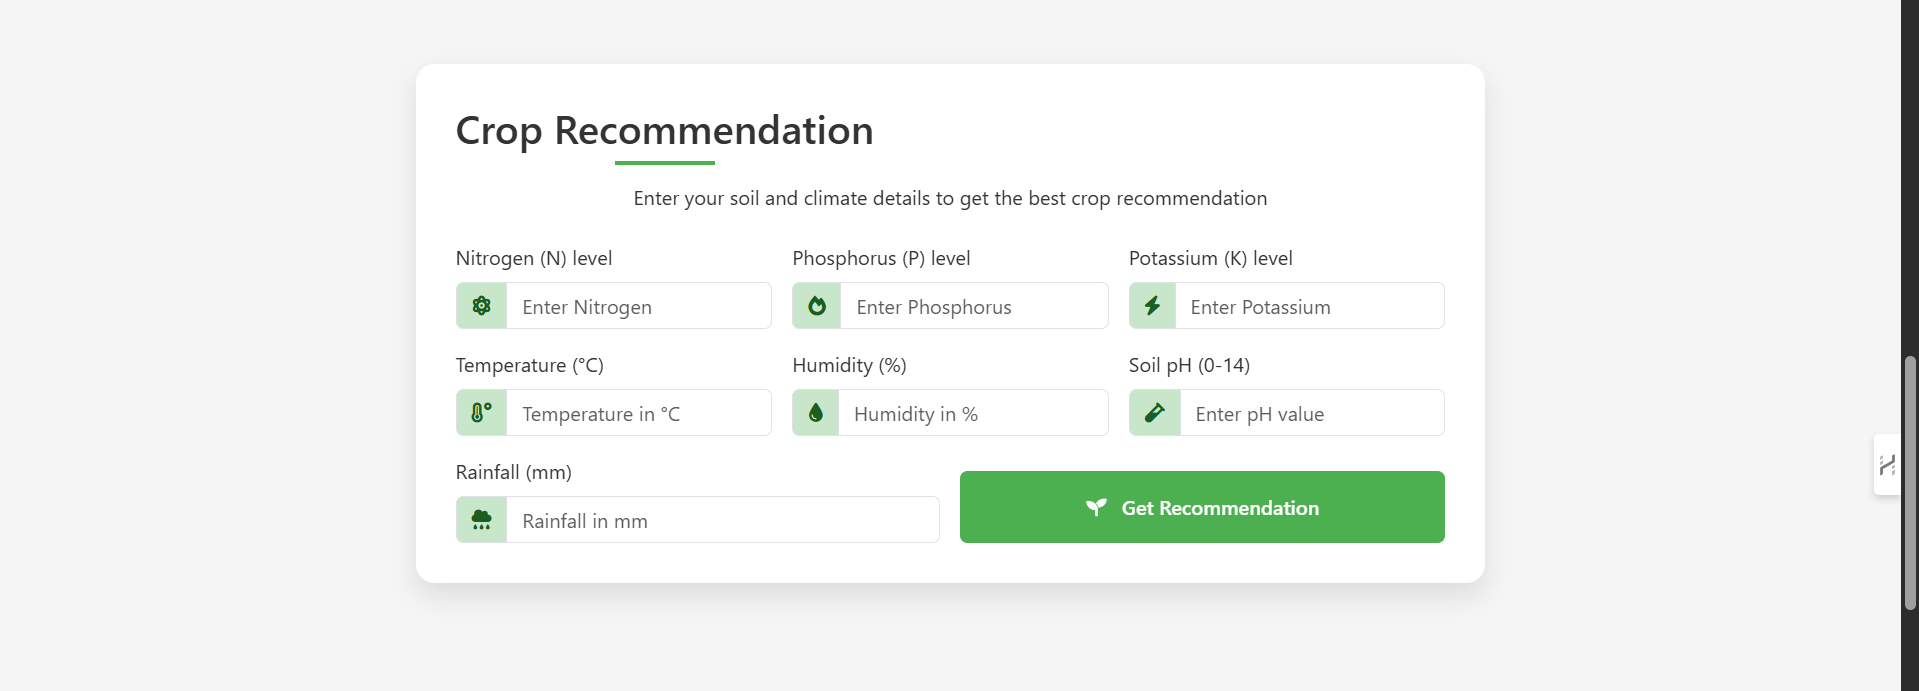 Crop Recommendation
Enter your soil and climate details to get the best crop recommendation
Nitrogen (N) level
Phosphorus (P) level
Potassium (K) level
Enter Nitrogen
Enter Phosphorus
Enter Potassium
Temperature (°C)
Humidity (%)
Soil pH (0-14)
Temperature in °C
Humidity in %
Enter pH value
Rainfall (mm)
Rainfall in mm
Get Recommendation